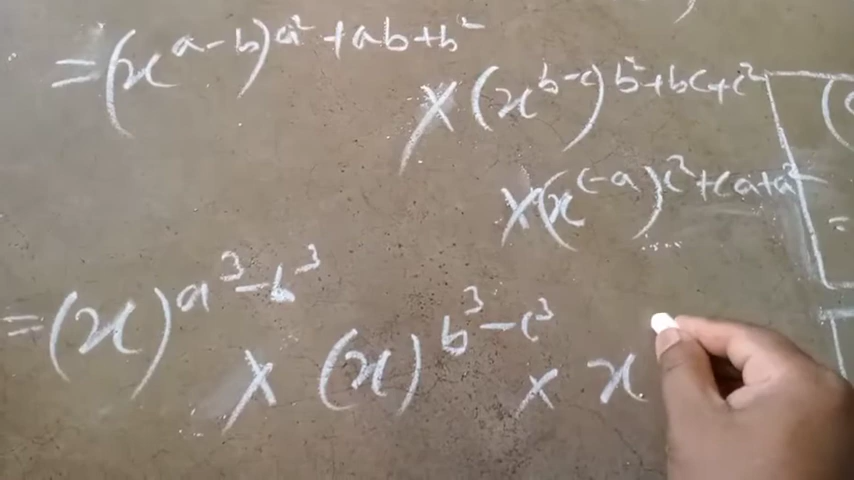 = (x^{a-b})^{a²+ab+b²}
× (x^{b-c})^{b²+bc+c²}
× (x^{c-a})^{c²+ca+a²}
= (x)^{a³-b³} × (x)^{b³-c³} × x